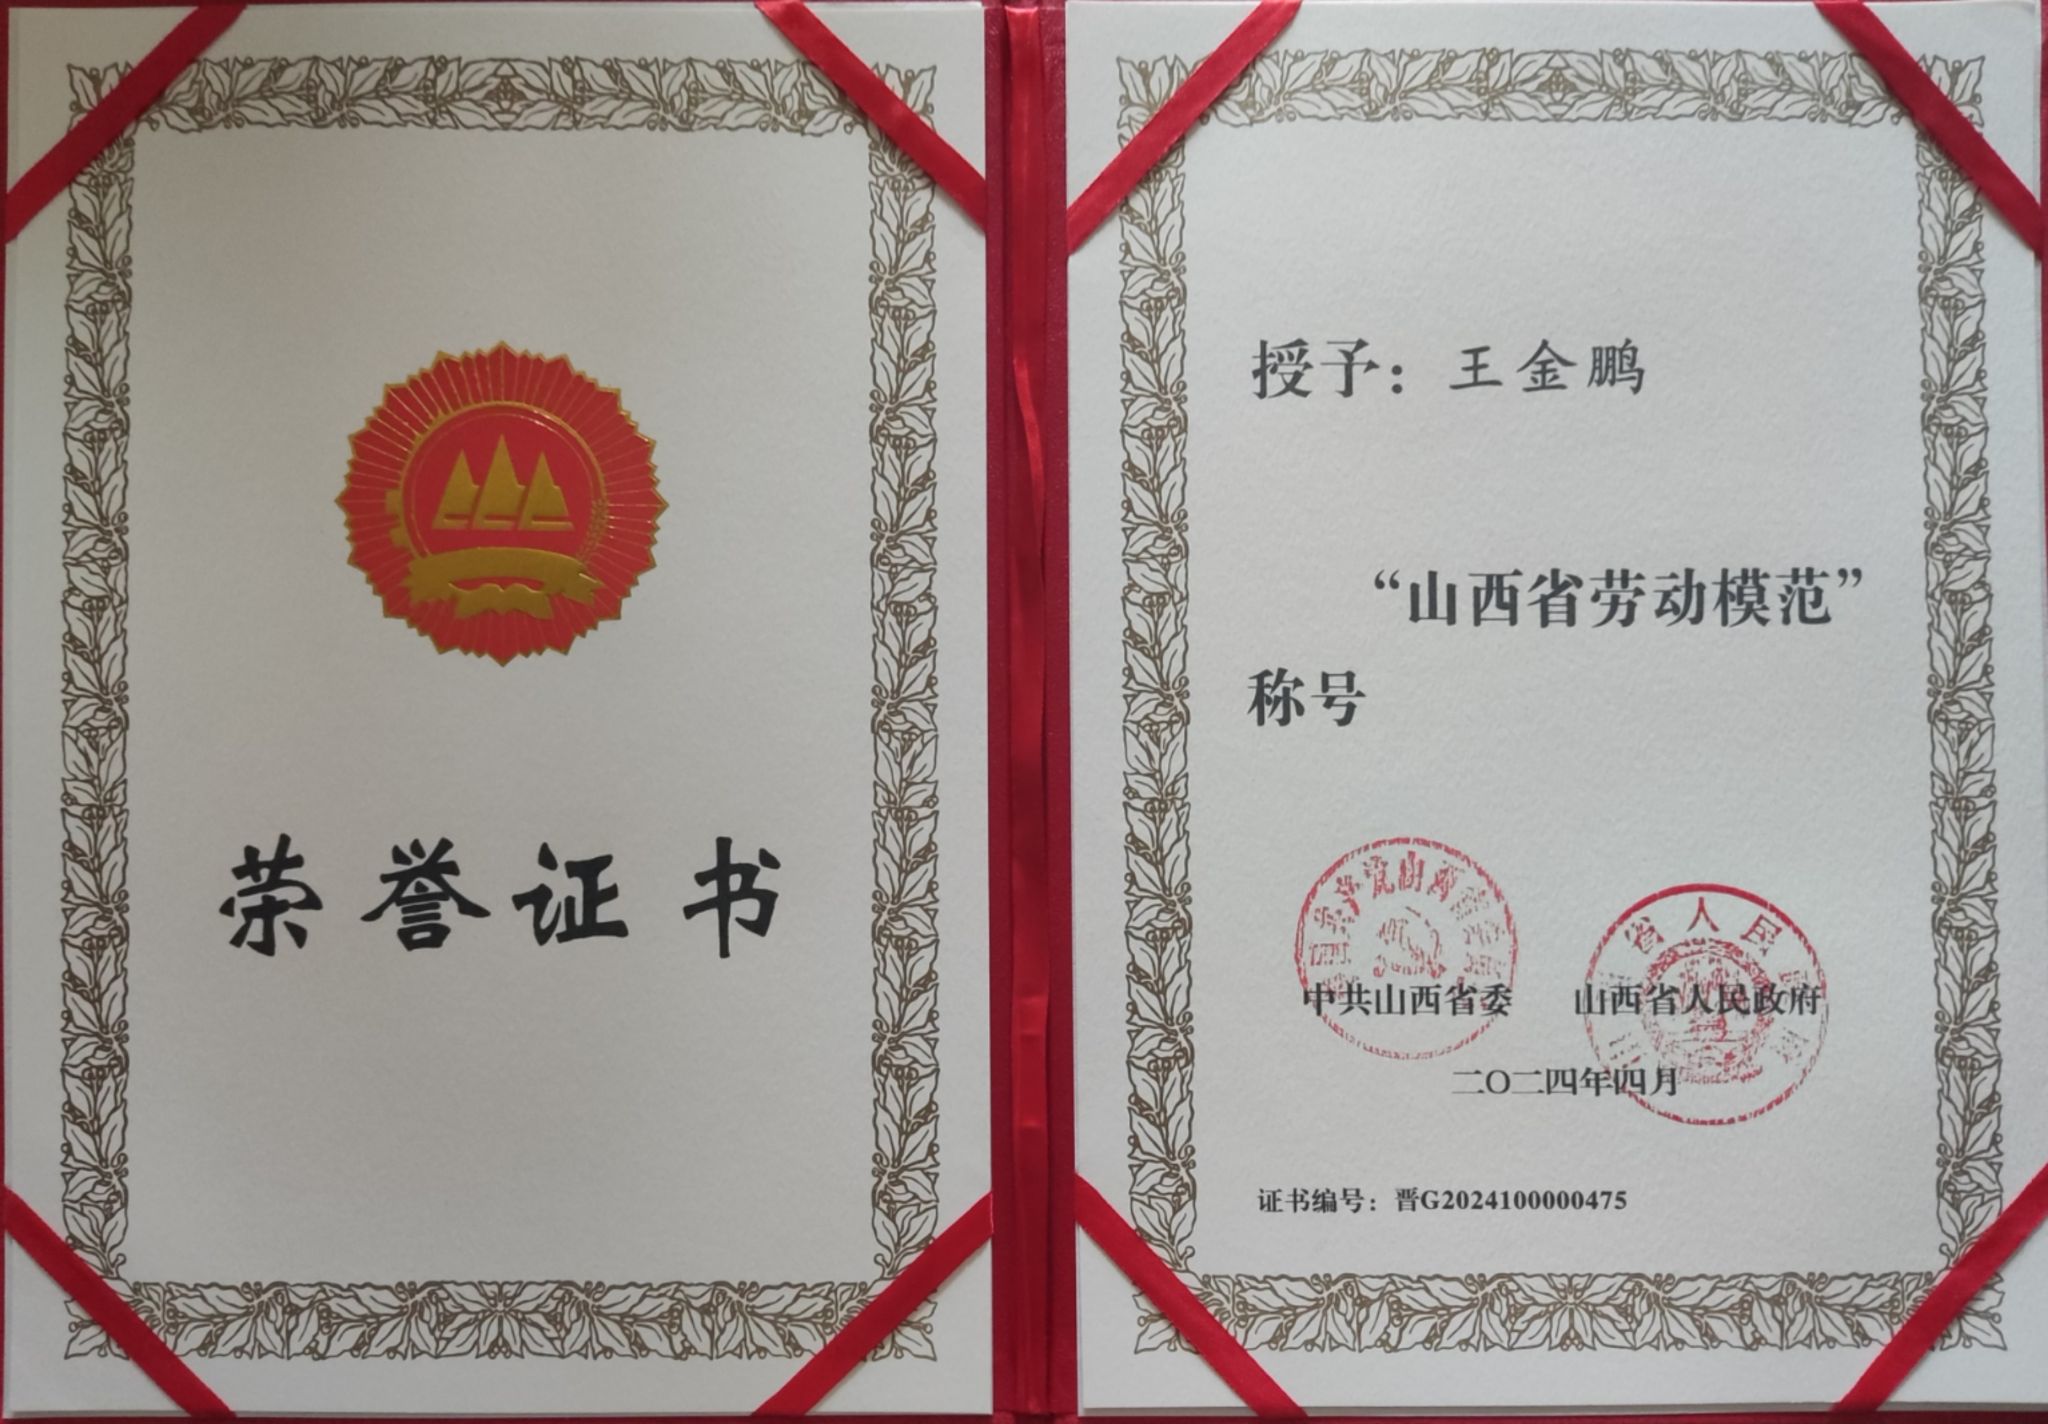 荣誉证书
授予：王金鹏
“山西省劳动模范”
称号
中共山西省委 山西省人民政府
二〇二四年四月
证书编号：晋G2024100000475